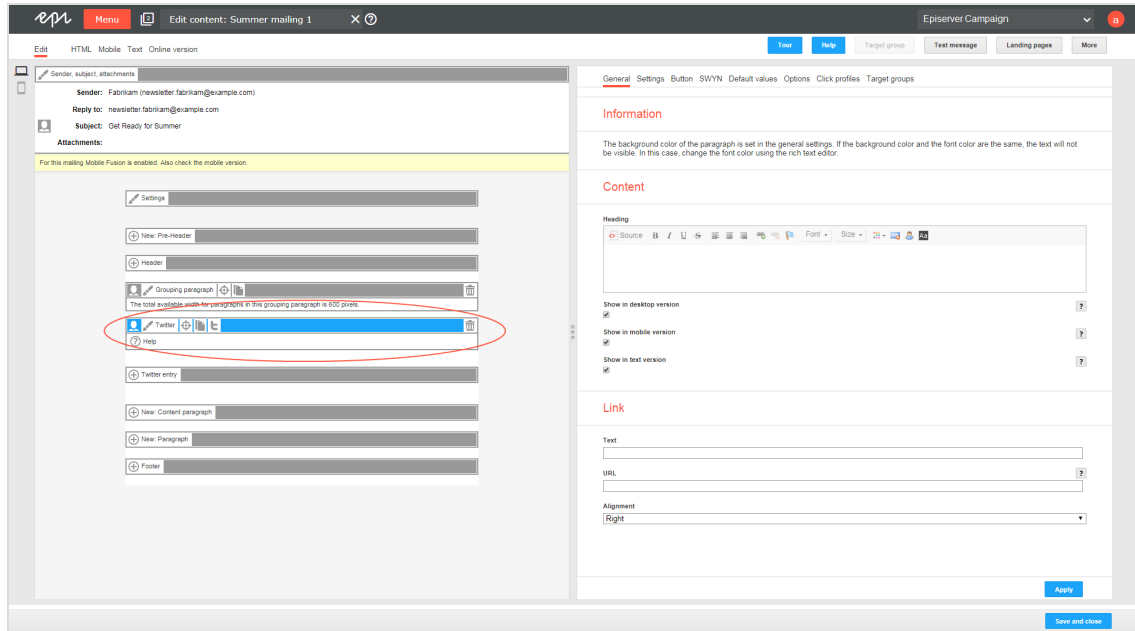 epi Menu 2 Edit content: Summer mailing 1 Episerver Campaign a
Edit HTML Mobile Text Online version Tour Help Target group Test message Landing pages More
Sender, subject, attachments
Sender: Fabrikam (newsletter.fabrikam@example.com)
Reply to: newsletter.fabrikam@example.com
Subject: Get Ready for Summer
Attachments:
For this mailing Mobile Fusion is enabled. Also check the mobile version.
Settings
New: Pre-Header
Header
Grouping paragraph
The total available width for paragraphs in this grouping paragraph is 600 pixels.
Twitter
? Help
Twitter entry
New: Content paragraph
New: Paragraph
Footer
General Settings Button SWYN Default values Options Click profiles Target groups
Information
The background color of the paragraph is set in the general settings. If the background color and the font color are the same, the text will not
be visible. In this case, change the font color using the rich text editor.
Content
Heading
Source B I U S Font Size Aa
Show in desktop version ?
Show in mobile version ?
Show in text version ?
Link
Text
URL ?
Alignment
Right
Apply
Save and close